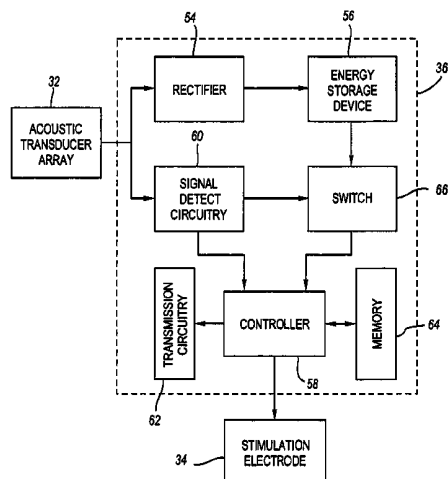 54
56
36
32
RECTIFIER
ENERGY
STORAGE
DEVICE
ACOUSTIC
TRANSDUCER
ARRAY
60
SIGNAL
DETECT
CIRCUITRY
SWITCH
66
TRANSMISSION
CIRCUITRY
CONTROLLER
MEMORY
64
62
58
34
STIMULATION
ELECTRODE